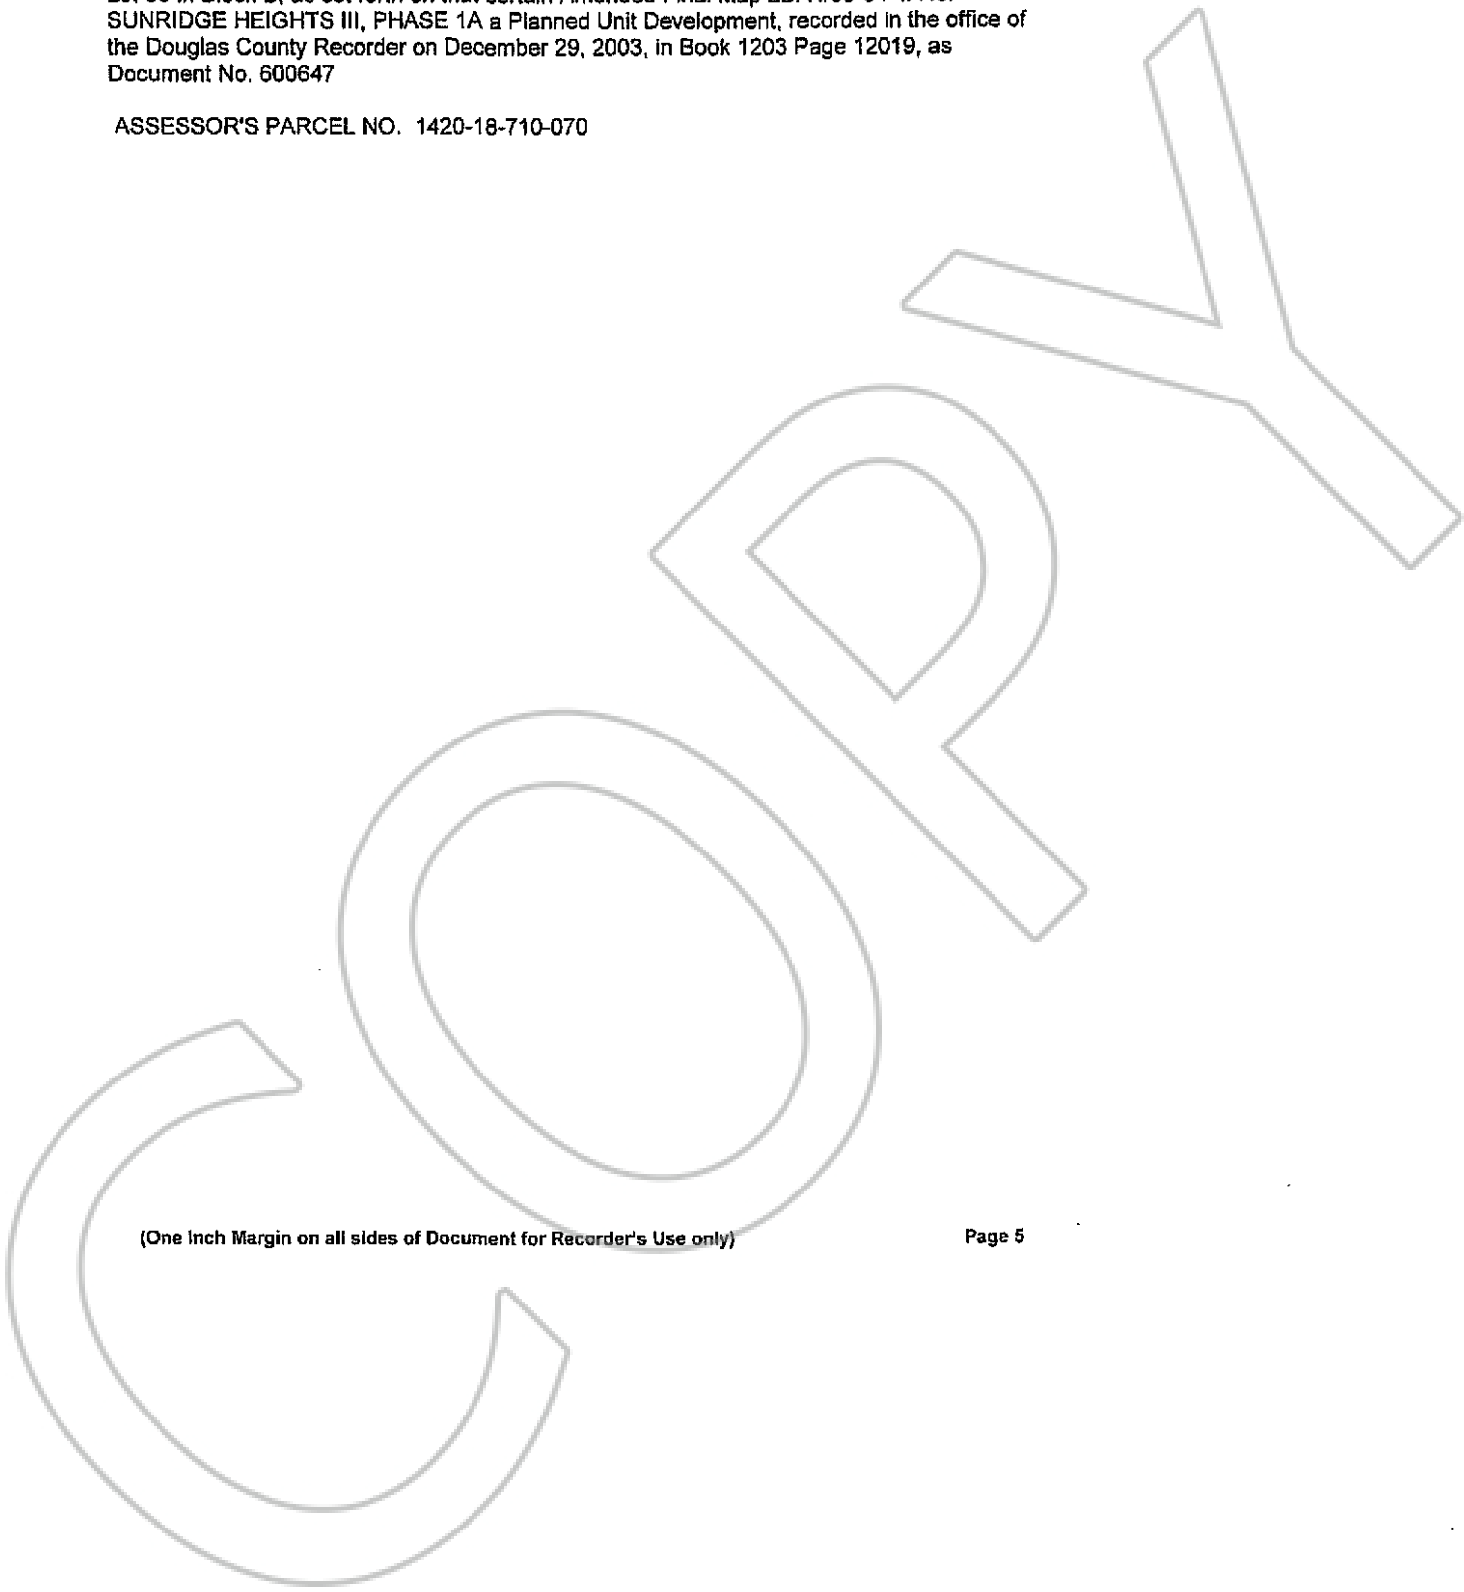 SUNRIDGE HEIGHTS III, PHASE 1A a Planned Unit Development, recorded in the office of
the Douglas County Recorder on December 29, 2003, in Book 1203 Page 12019, as
Document No. 600647
ASSESSOR'S PARCEL NO. 1420-18-710-070
COPY
(One Inch Margin on all sides of Document for Recorder's Use only)
Page 5